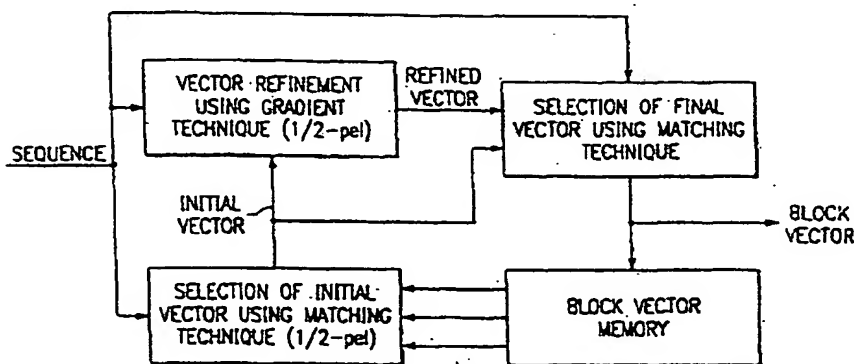 VECTOR REFINEMENT
USING GRADIENT
TECHNIQUE (1/2-pel)
REFINED
VECTOR
SELECTION OF FINAL
VECTOR USING MATCHING
TECHNIQUE
SEQUENCE
INITIAL
VECTOR
BLOCK
VECTOR
SELECTION OF INITIAL
VECTOR USING MATCHING
TECHNIQUE (1/2-pel)
BLOCK VECTOR
MEMORY